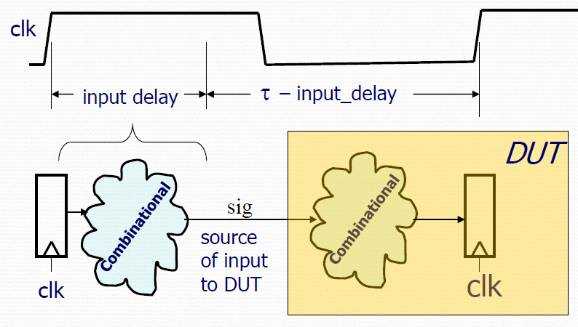 clk
input delay
τ – input_delay
DUT
Combinational
Combinational
sig
source
of input
to DUT
clk
clk